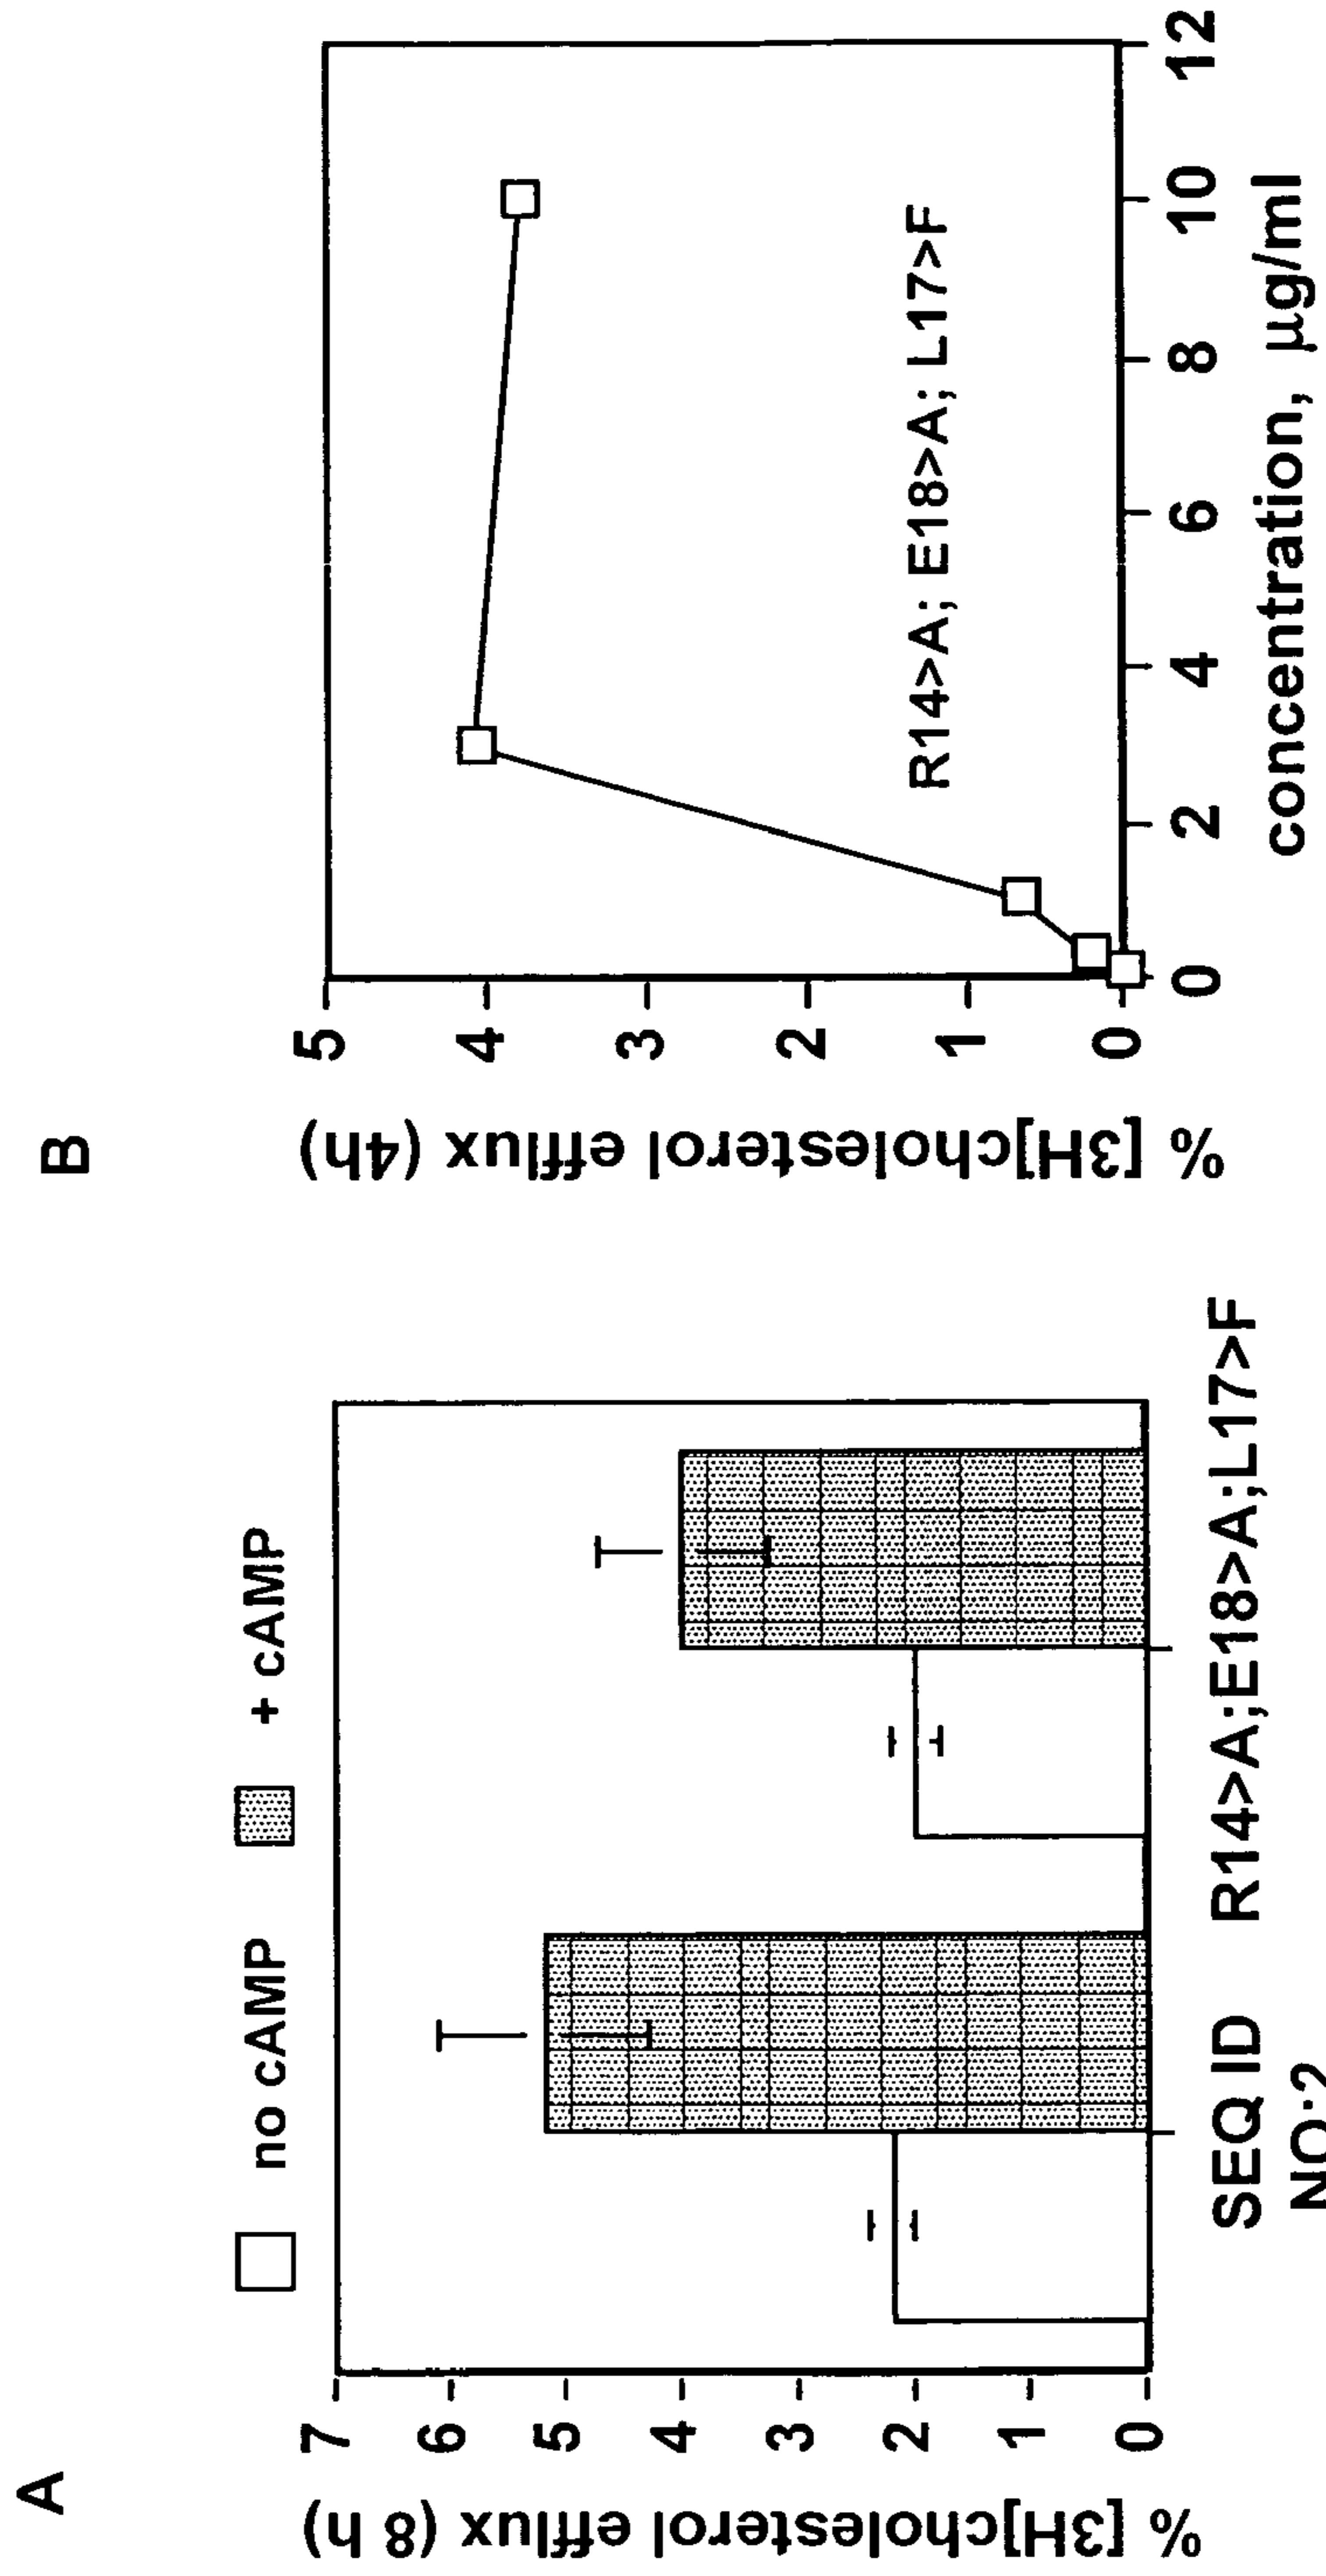 A
no cAMP
+ cAMP
% [3H]cholesterol efflux (8 h)
7
6
5
4
3
2
1
0
SEQ ID
NO:2
R14>A;E18>A;L17>F
B
% [3H]cholesterol efflux (4h)
5
4
3
2
1
0
R14>A; E18>A; L17>F
0 2 4 6 8 10 12
concentration, μg/ml